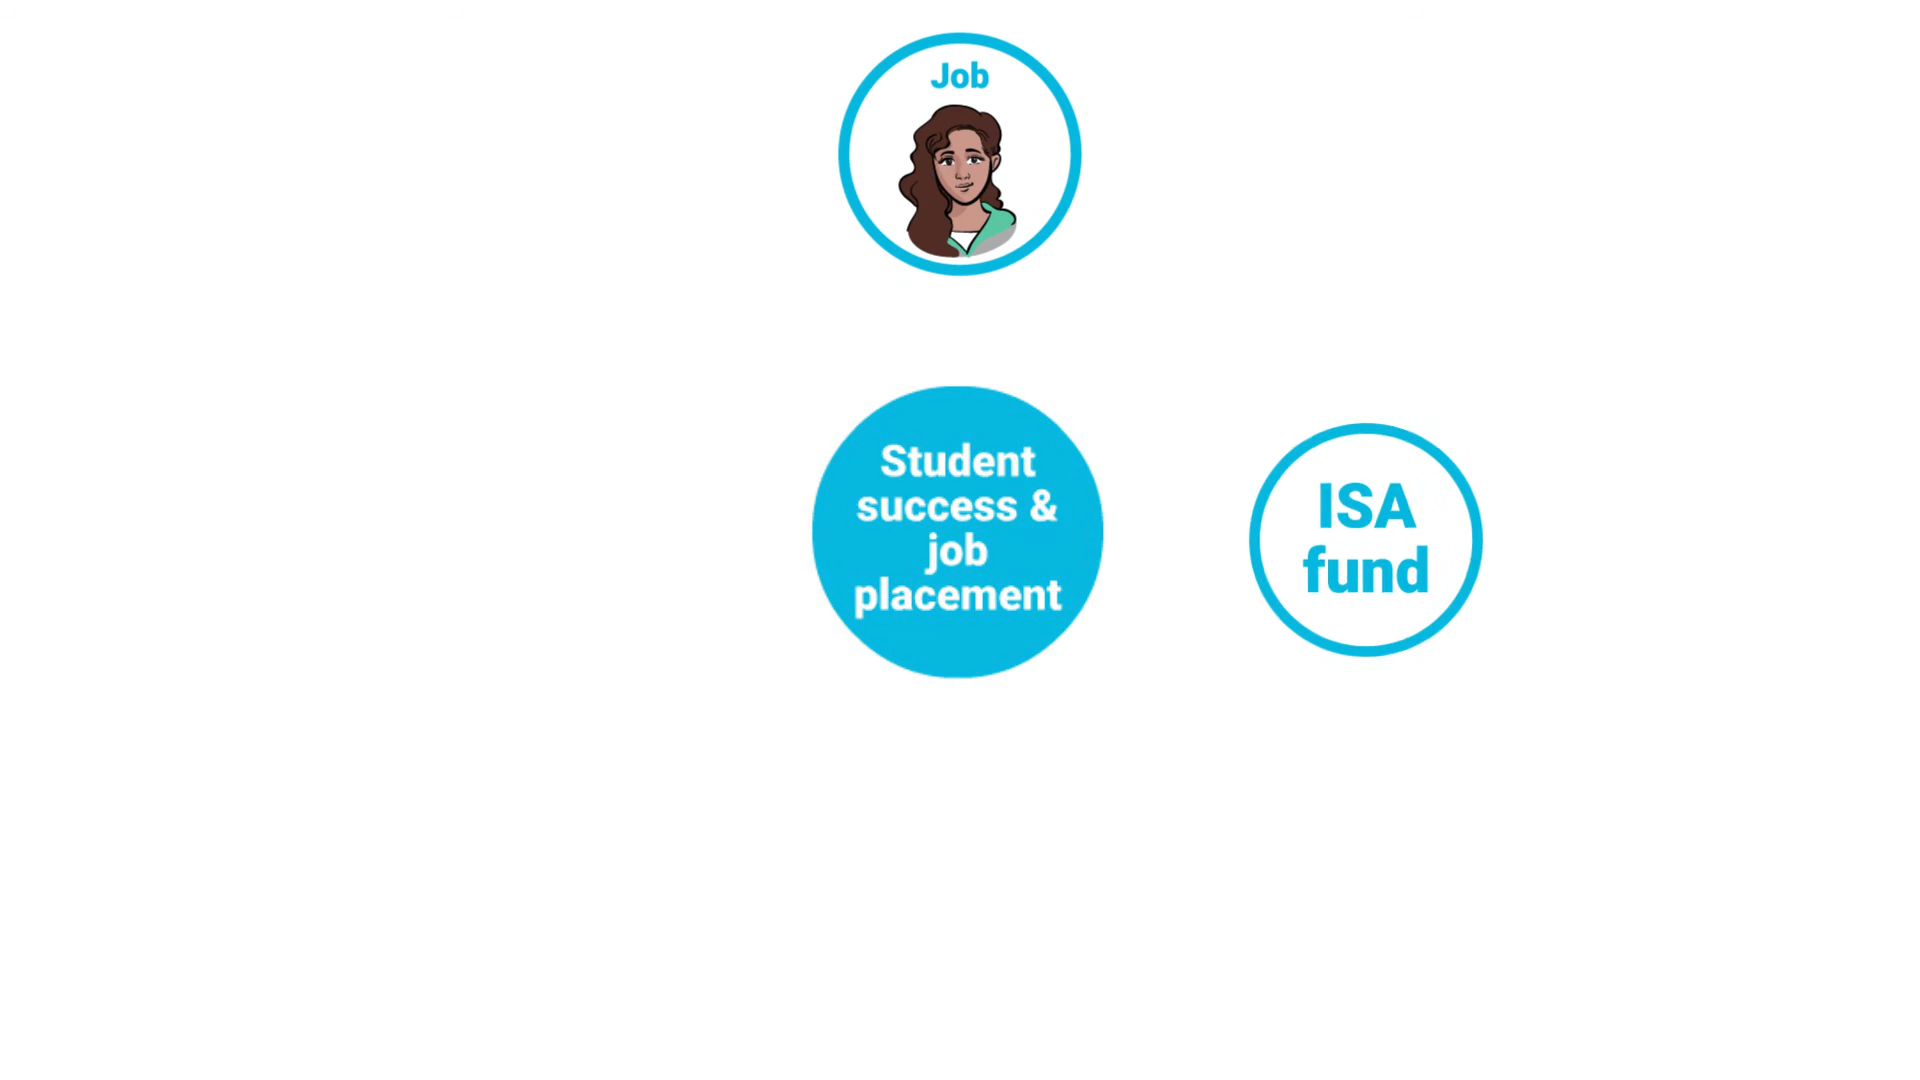 Job
Student
success &
job
placement
ISA
fund